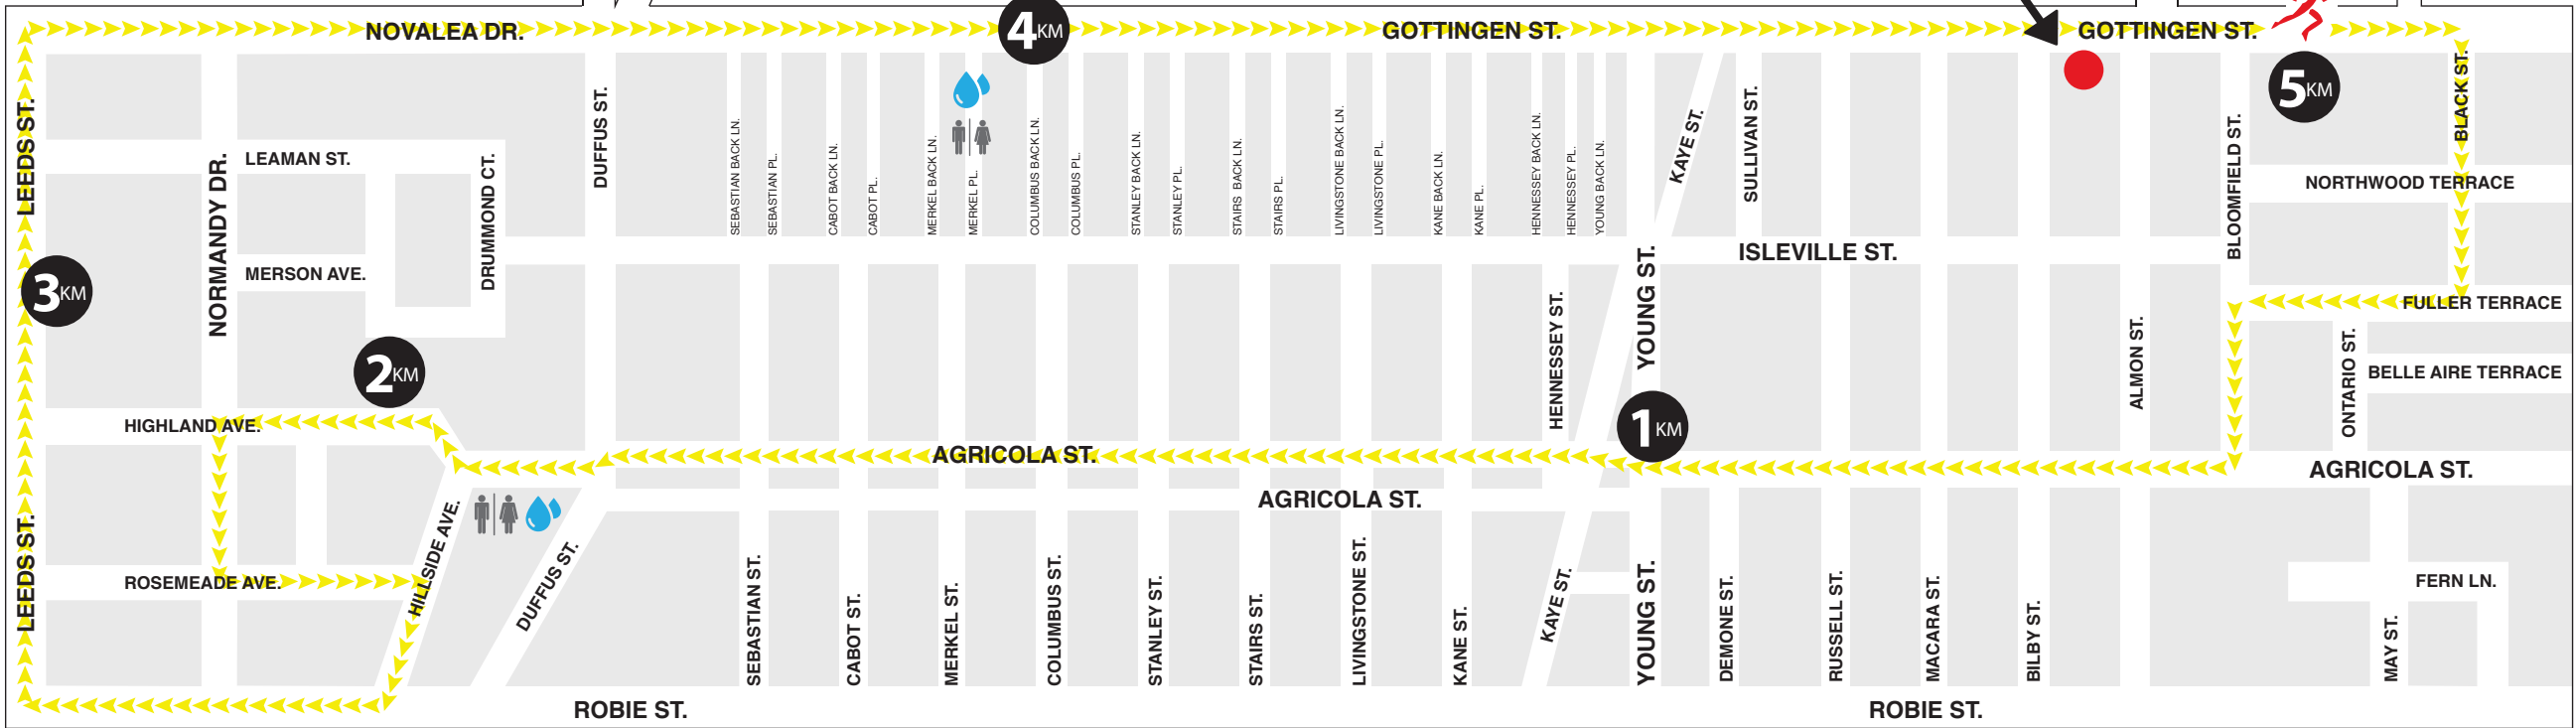 NOVALEA DR.
4KM
GOTTINGEN ST.
GOTTINGEN ST.
5KM
LEEDS ST.
BLACK ST.
LEAMAN ST.
NORMANDY DR.
DRUMMOND CT.
DUFFUS ST.
SEBASTIAN BACK LN.
SEBASTIAN PL.
CABOT BACK LN.
CABOT PL.
MERKEL BACK LN.
MERKEL PL.
COLUMBUS BACK LN.
COLUMBUS PL.
STANLEY BACK LN.
STANLEY PL.
STAIRS BACK LN.
STAIRS PL.
LIVINGSTONE BACK LN.
LIVINGSTONE PL.
KANE BACK LN.
KANE PL.
HENNESSEY BACK LN.
HENNESSEY PL.
YOUNG BACK LN.
KAYE ST.
SULLIVAN ST.
BLOOMFIELD ST.
NORTHWOOD TERRACE
ISLEVILLE ST.
MERSON AVE.
3KM
YOUNG ST.
FULLER TERRACE
2KM
HENNESSEY ST.
ALMON ST.
ONTARIO ST.
BELLE AIRE TERRACE
HIGHLAND AVE.
1KM
AGRICOLA ST.
AGRICOLA ST.
AGRICOLA ST.
LEEDS ST.
ROSEMEADE AVE.
HILLSIDE AVE.
DUFFUS ST.
SEBASTIAN ST.
CABOT ST.
MERKEL ST.
COLUMBUS ST.
STANLEY ST.
STAIRS ST.
LIVINGSTONE ST.
KANE ST.
KAYE ST.
YOUNG ST.
DEMONE ST.
RUSSELL ST.
MACARA ST.
BILBY ST.
FERN LN.
MAY ST.
ROBIE ST.
ROBIE ST.